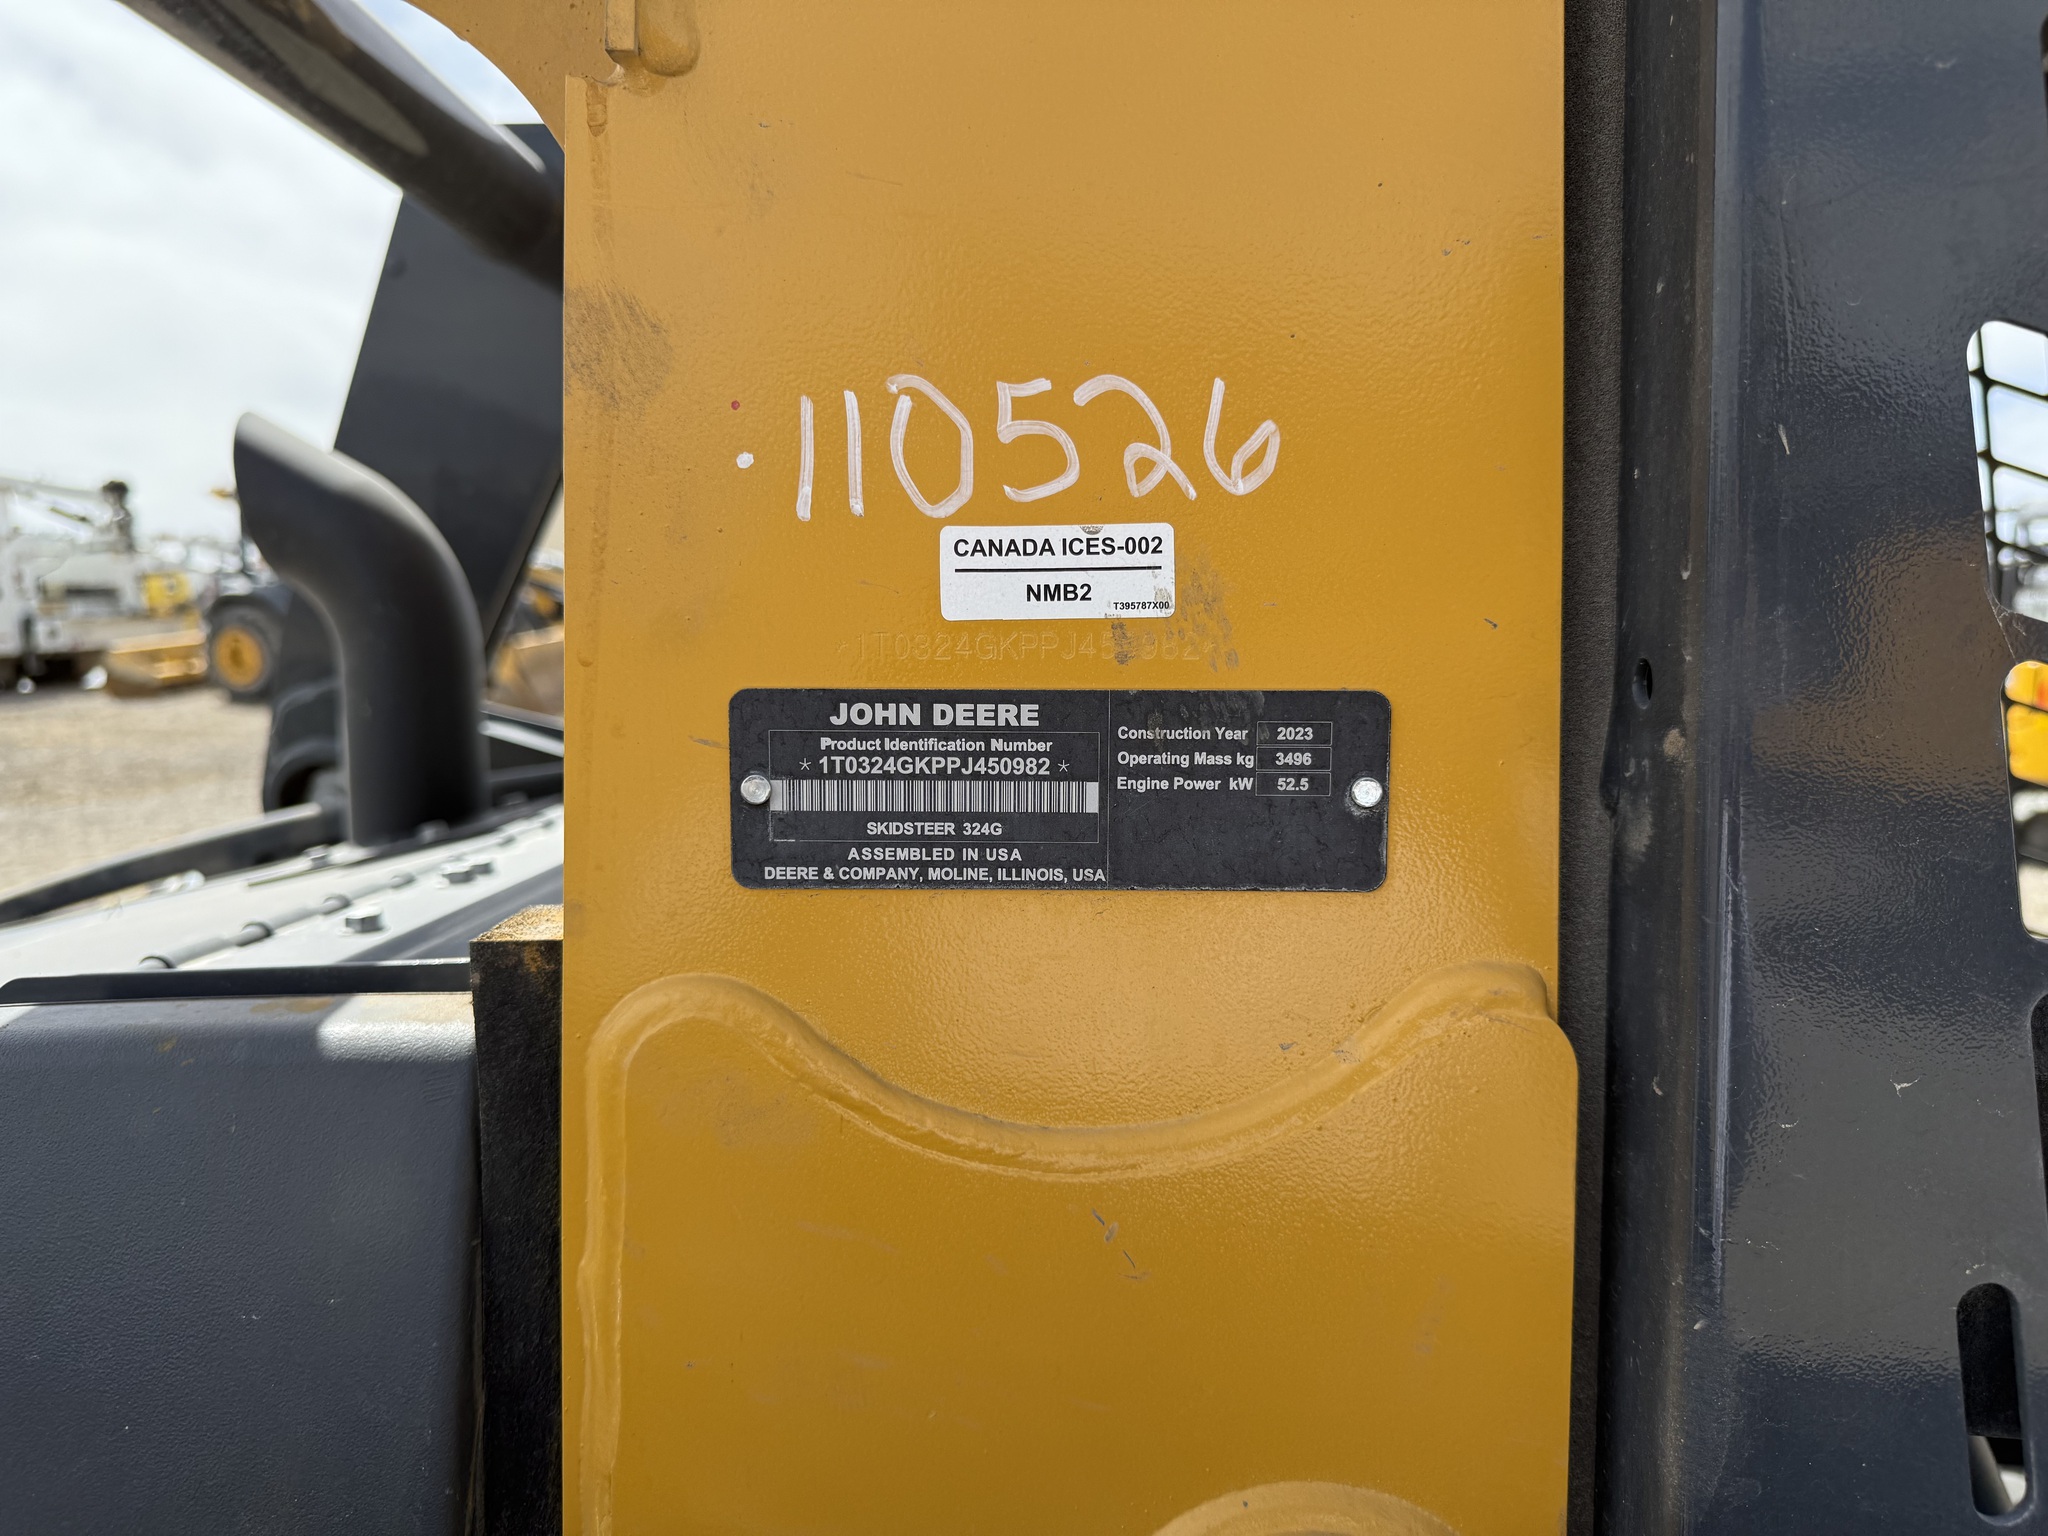 110526
CANADA ICES-002
NMB2
T395787X00
*1T0324GKPPJ450982*
JOHN DEERE
Product Identification Number
*1T0324GKPPJ450982*
SKIDSTEER 324G
ASSEMBLED IN USA
DEERE & COMPANY, MOLINE, ILLINOIS, USA
Construction Year 2023
Operating Mass kg 3496
Engine Power kW 52.5